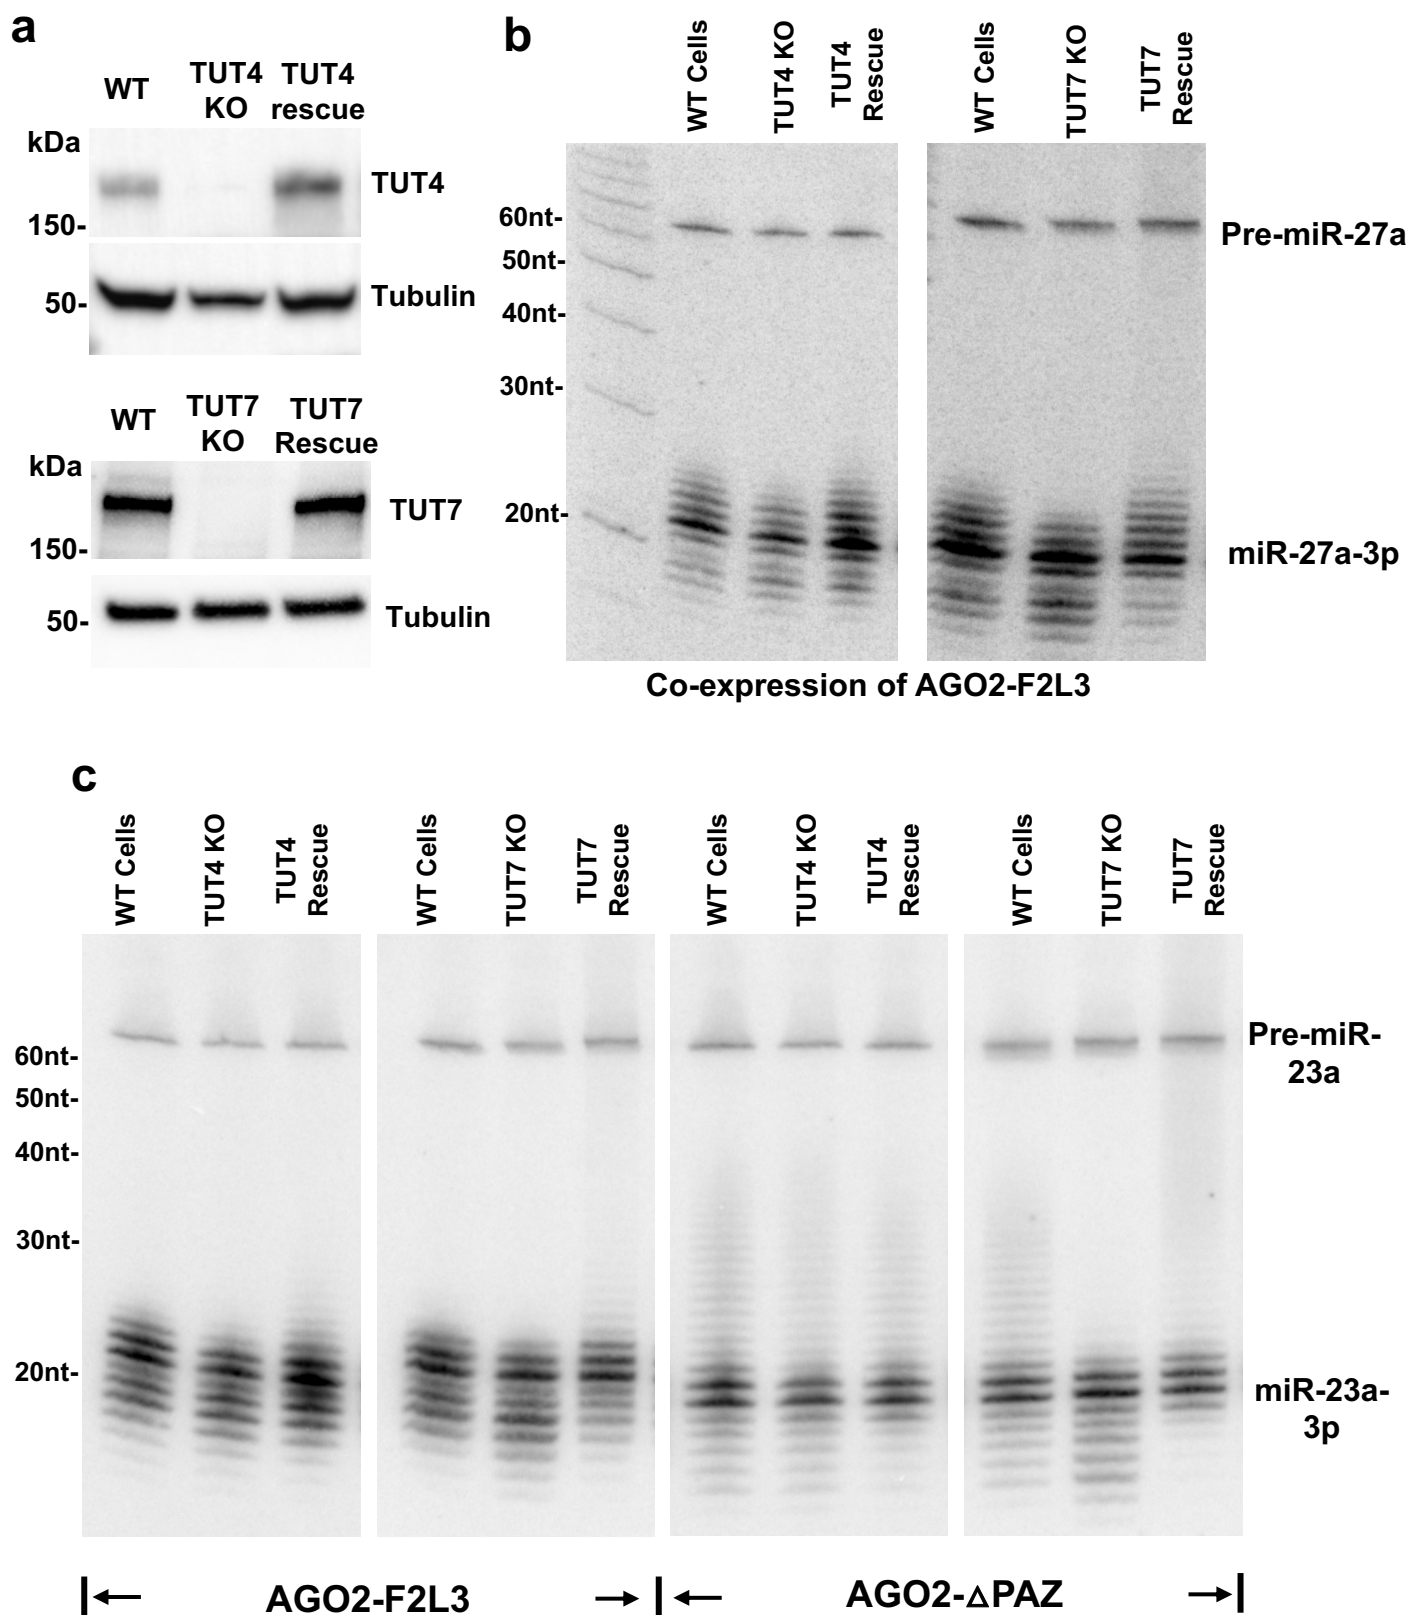 a
WT
TUT4
KO
TUT4
rescue
kDa
150-
TUT4
50-
Tubulin
WT
TUT7
KO
TUT7
Rescue
kDa
150-
TUT7
50-
Tubulin
b
WT Cells
TUT4 KO
TUT4
Rescue
WT Cells
TUT7 KO
TUT7
Rescue
60nt-
50nt-
40nt-
30nt-
20nt-
Pre-miR-27a
miR-27a-3p
Co-expression of AGO2-F2L3
c
WT Cells
TUT4 KO
TUT4
Rescue
WT Cells
TUT7 KO
TUT7
Rescue
WT Cells
TUT4 KO
TUT4
Rescue
WT Cells
TUT7 KO
TUT7
Rescue
60nt-
50nt-
40nt-
30nt-
20nt-
Pre-miR-
23a
miR-23a-
3p
AGO2-F2L3
AGO2-△PAZ